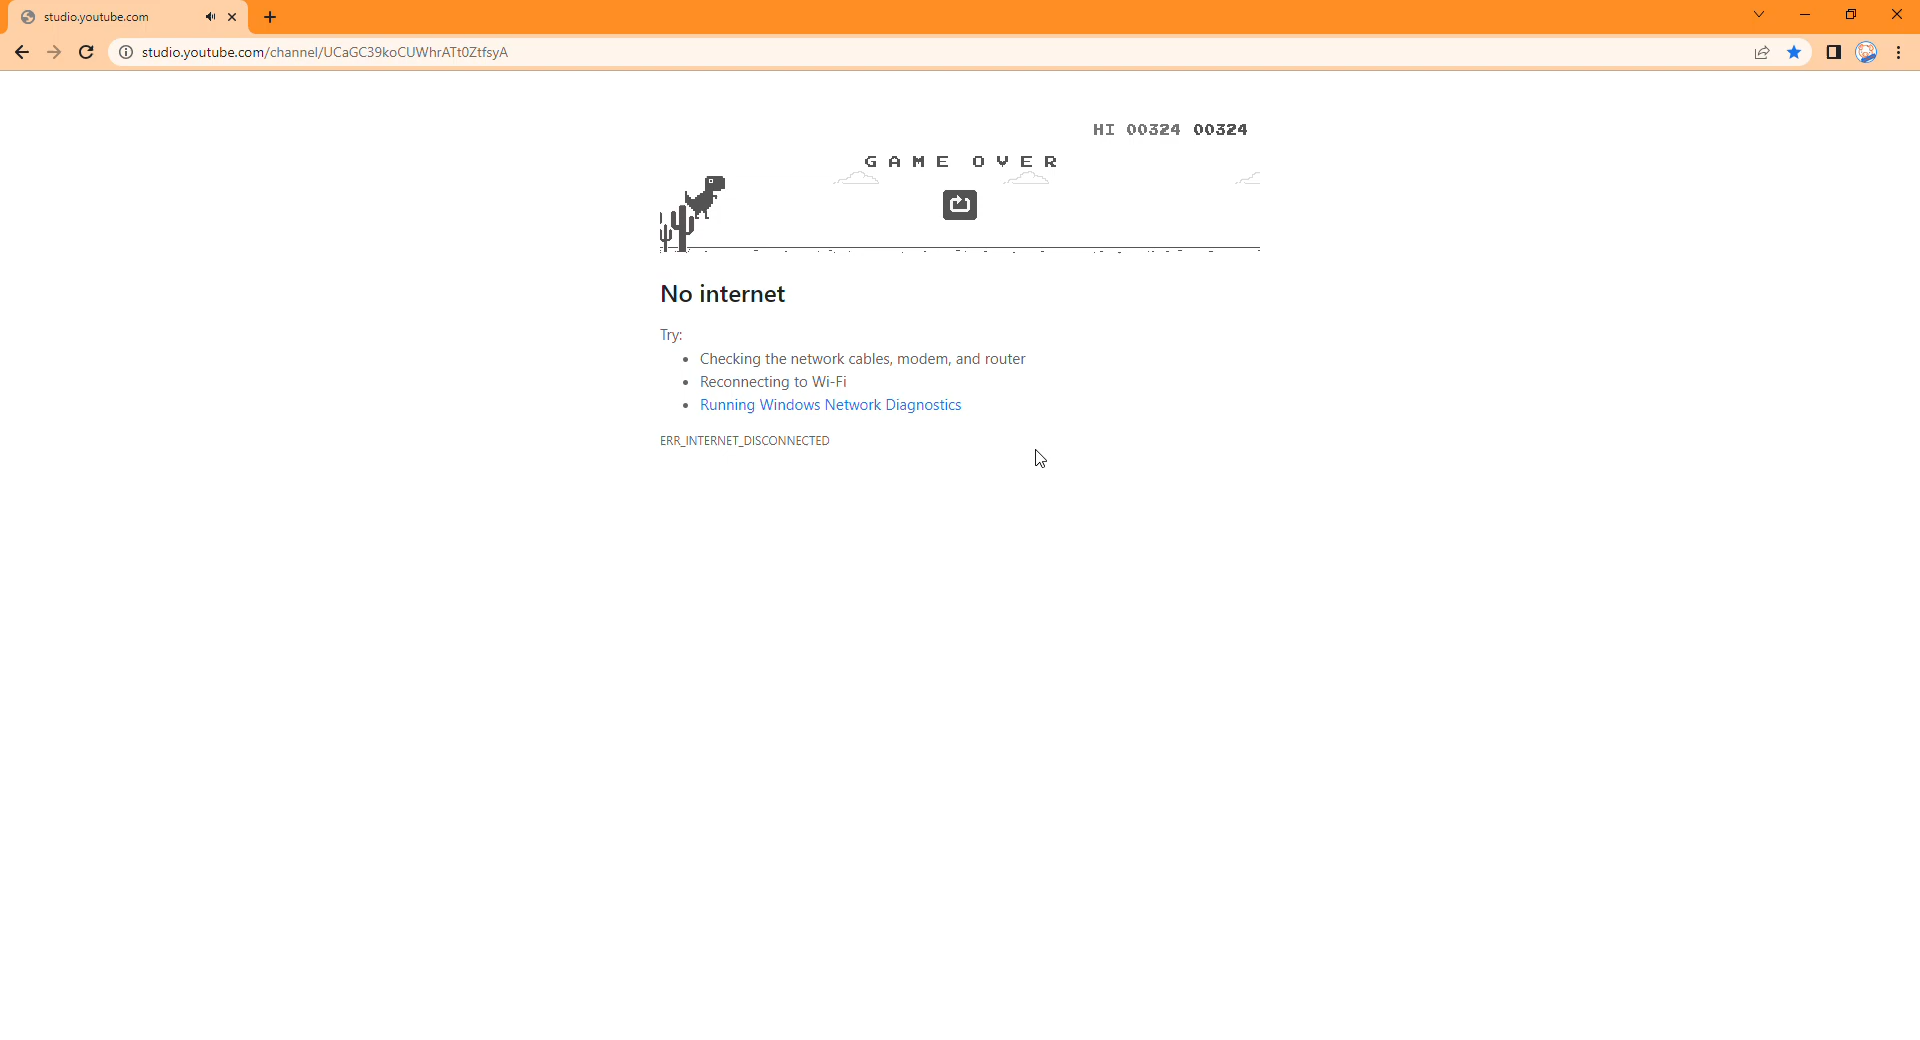 studio.youtube.com
studio.youtube.com/channel/UCaGC39koCUWhrATt0ZtfsyA
HI 00324 00324
GAME OVER
No internet
Try:
• Checking the network cables, modem, and router
• Reconnecting to Wi-Fi
• Running Windows Network Diagnostics
ERR_INTERNET_DISCONNECTED